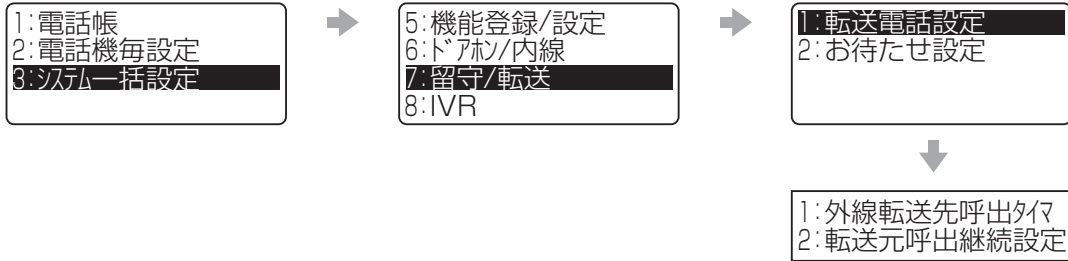 1:電話帳
2:電話機毎設定
3:ｼｽﾃﾑ一括設定
5:機能登録/設定
6:ﾄﾞｱﾎﾝ/内線
7:留守/転送
8:IVR
1:転送電話設定
2:お待たせ設定
1:外線転送先呼出ﾀｲﾏ
2:転送元呼出継続設定